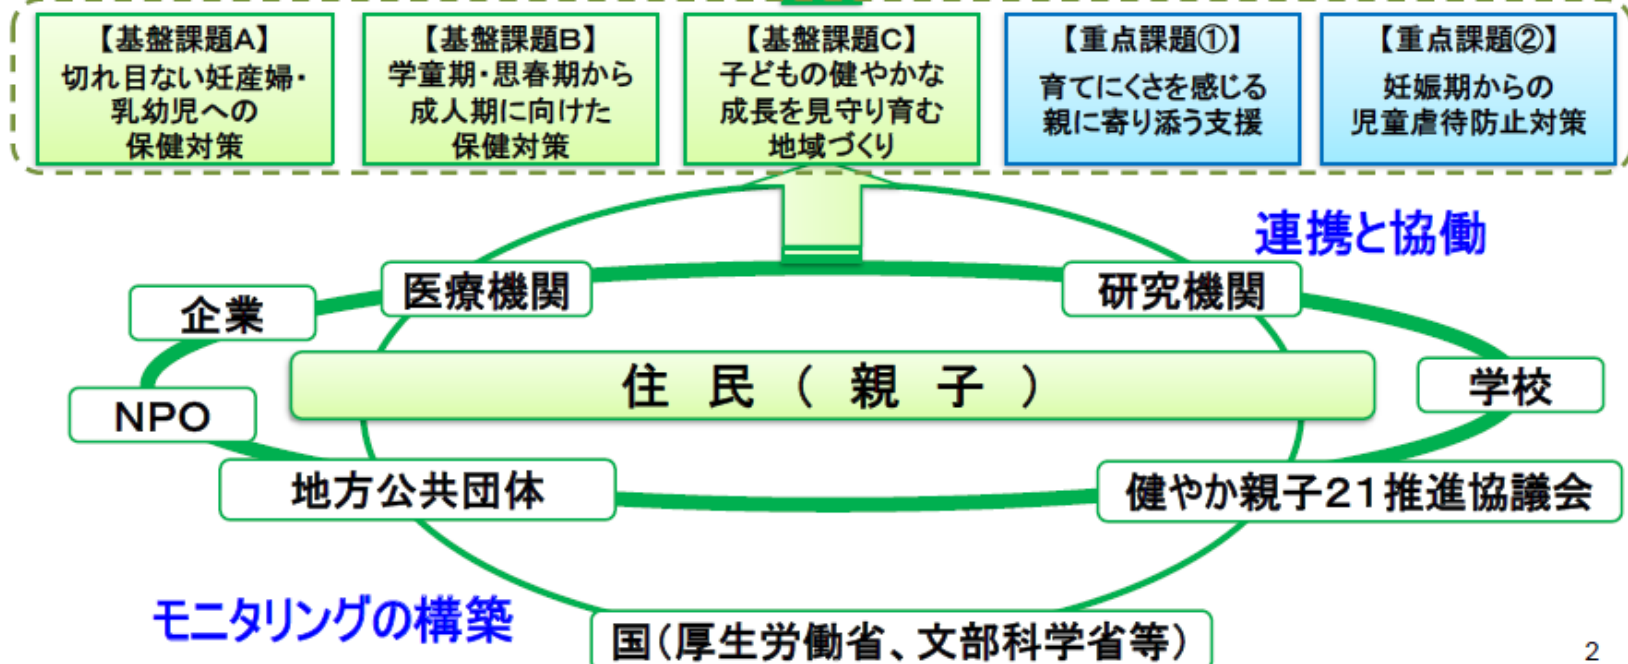 【基盤課題A】
切れ目ない妊産婦・
乳幼児への
保健対策
【基盤課題B】
学童期・思春期から
成人期に向けた
保健対策
【基盤課題C】
子どもの健やかな
成長を見守り育む
地域づくり
【重点課題①】
育てにくさを感じる
親に寄り添う支援
【重点課題②】
妊娠期からの
児童虐待防止対策
連携と協働
医療機関
研究機関
企業
住民(親子)
学校
NPO
地方公共団体
健やか親子21推進協議会
モニタリングの構築
国(厚生労働省、文部科学省等)
2